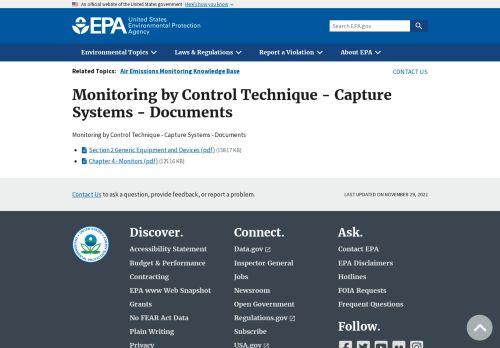 An official website of the United States government Here's how you know
EPA United States
Environmental Protection
Agency
Search EPA.gov
Environmental Topics Laws & Regulations Report a Violation About EPA
Related Topics: Air Emissions Monitoring Knowledge Base CONTACT US
Monitoring by Control Technique - Capture
Systems - Documents
Monitoring by Control Technique - Capture Systems - Documents
Section 2 Generic Equipment and Devices (pdf) (158.17 KB)
Chapter 4 - Monitors (pdf) (125.16 KB)
Contact Us to ask a question, provide feedback, or report a problem. LAST UPDATED ON NOVEMBER 29, 2022
Discover. Connect. Ask.
Accessibility Statement Data.gov Contact EPA
Budget & Performance Inspector General EPA Disclaimers
Contracting Jobs Hotlines
EPA www Web Snapshot Newsroom FOIA Requests
Grants Open Government Frequent Questions
No FEAR Act Data Regulations.gov
Plain Writing Subscribe Follow.
Privacy USA.gov